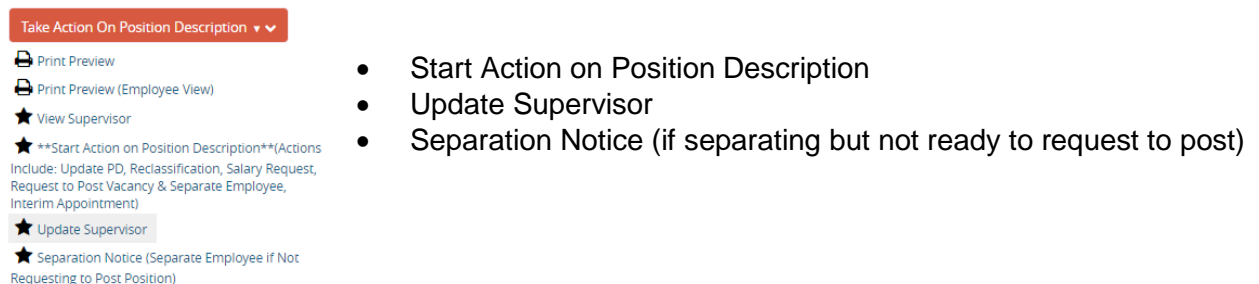 Take Action On Position Description
Print Preview
Print Preview (Employee View)
View Supervisor
**Start Action on Position Description**(Actions
Include: Update PD, Reclassification, Salary Request,
Request to Post Vacancy & Separate Employee,
Interim Appointment)
Update Supervisor
Separation Notice (Separate Employee if Not
Requesting to Post Position)
• Start Action on Position Description
• Update Supervisor
• Separation Notice (if separating but not ready to request to post)